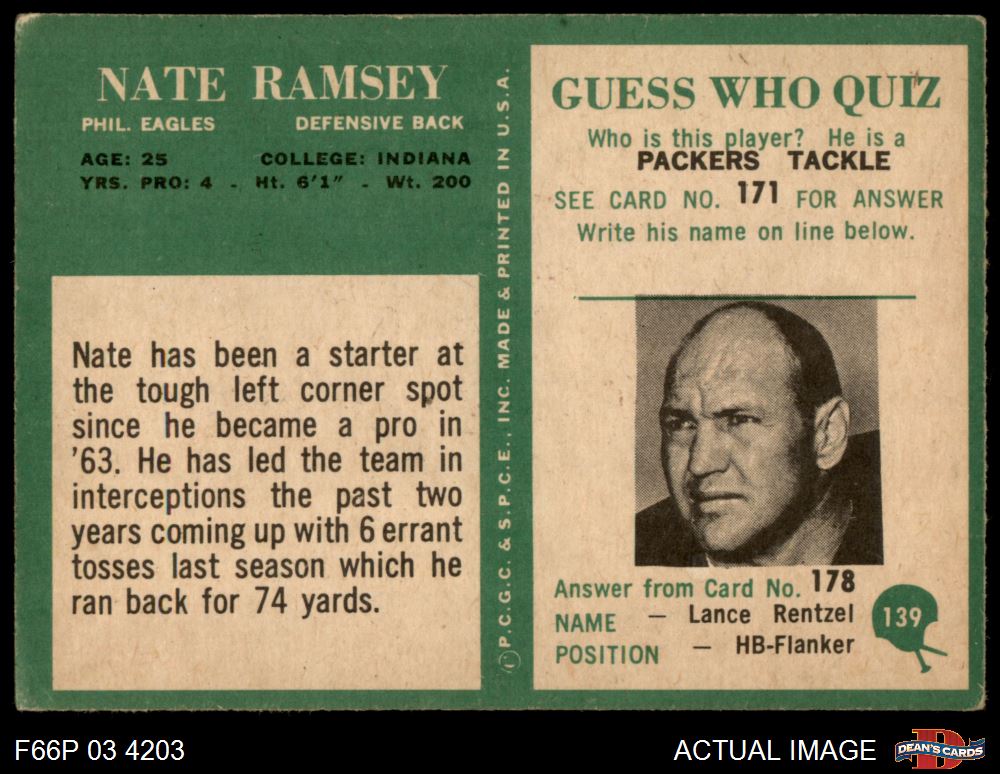 NATE RAMSEY
PHIL. EAGLES DEFENSIVE BACK
AGE: 25 COLLEGE: INDIANA
YRS. PRO: 4 - Ht. 6'1" - Wt. 200
Nate has been a starter at
the tough left corner spot
since he became a pro in
'63. He has led the team in
interceptions the past two
years coming up with 6 errant
tosses last season which he
ran back for 74 yards.
©P.C.G.C. & S.P.C.E., INC. MADE & PRINTED IN U.S.A.
GUESS WHO QUIZ
Who is this player? He is a
PACKERS TACKLE
SEE CARD NO. 171 FOR ANSWER
Write his name on line below.
Answer from Card No. 178
NAME — Lance Rentzel
POSITION — HB-Flanker
139
F66P 03 4203
ACTUAL IMAGE
D
DEAN'S CARDS